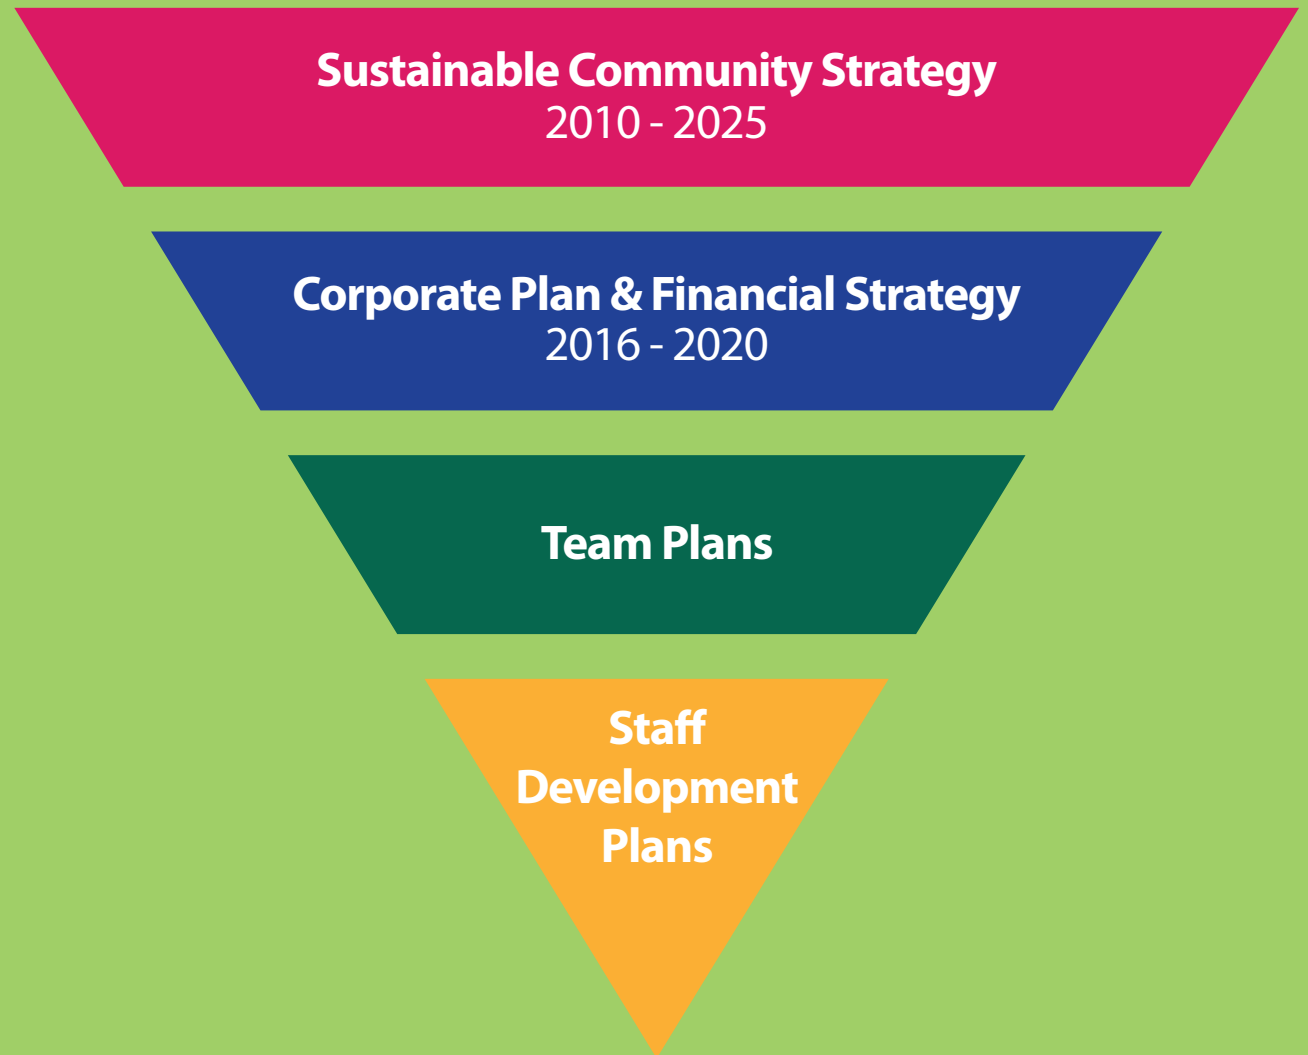 Sustainable Community Strategy
2010 - 2025
Corporate Plan & Financial Strategy
2016 - 2020
Team Plans
Staff
Development
Plans